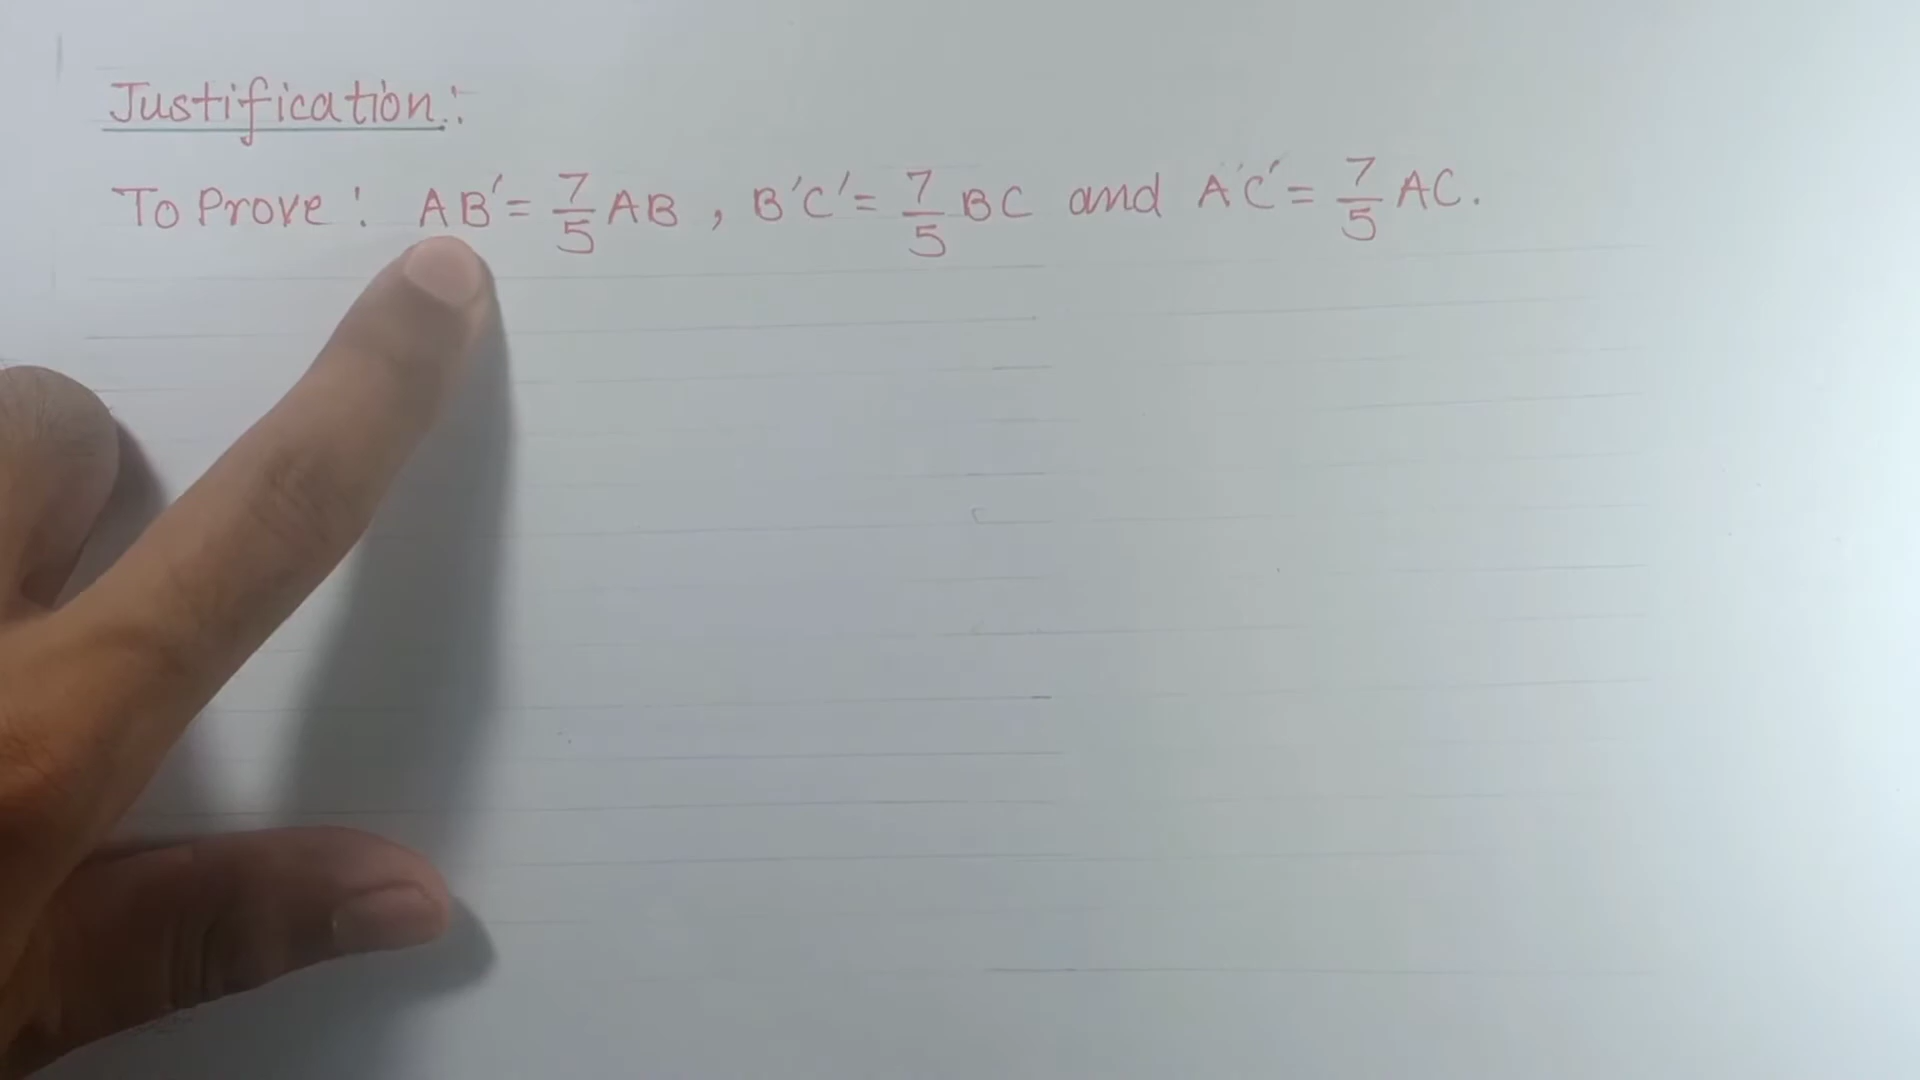 Justification:
To Prove: AB' = 7/5 AB, B'C' = 7/5 BC and AC' = 7/5 AC.